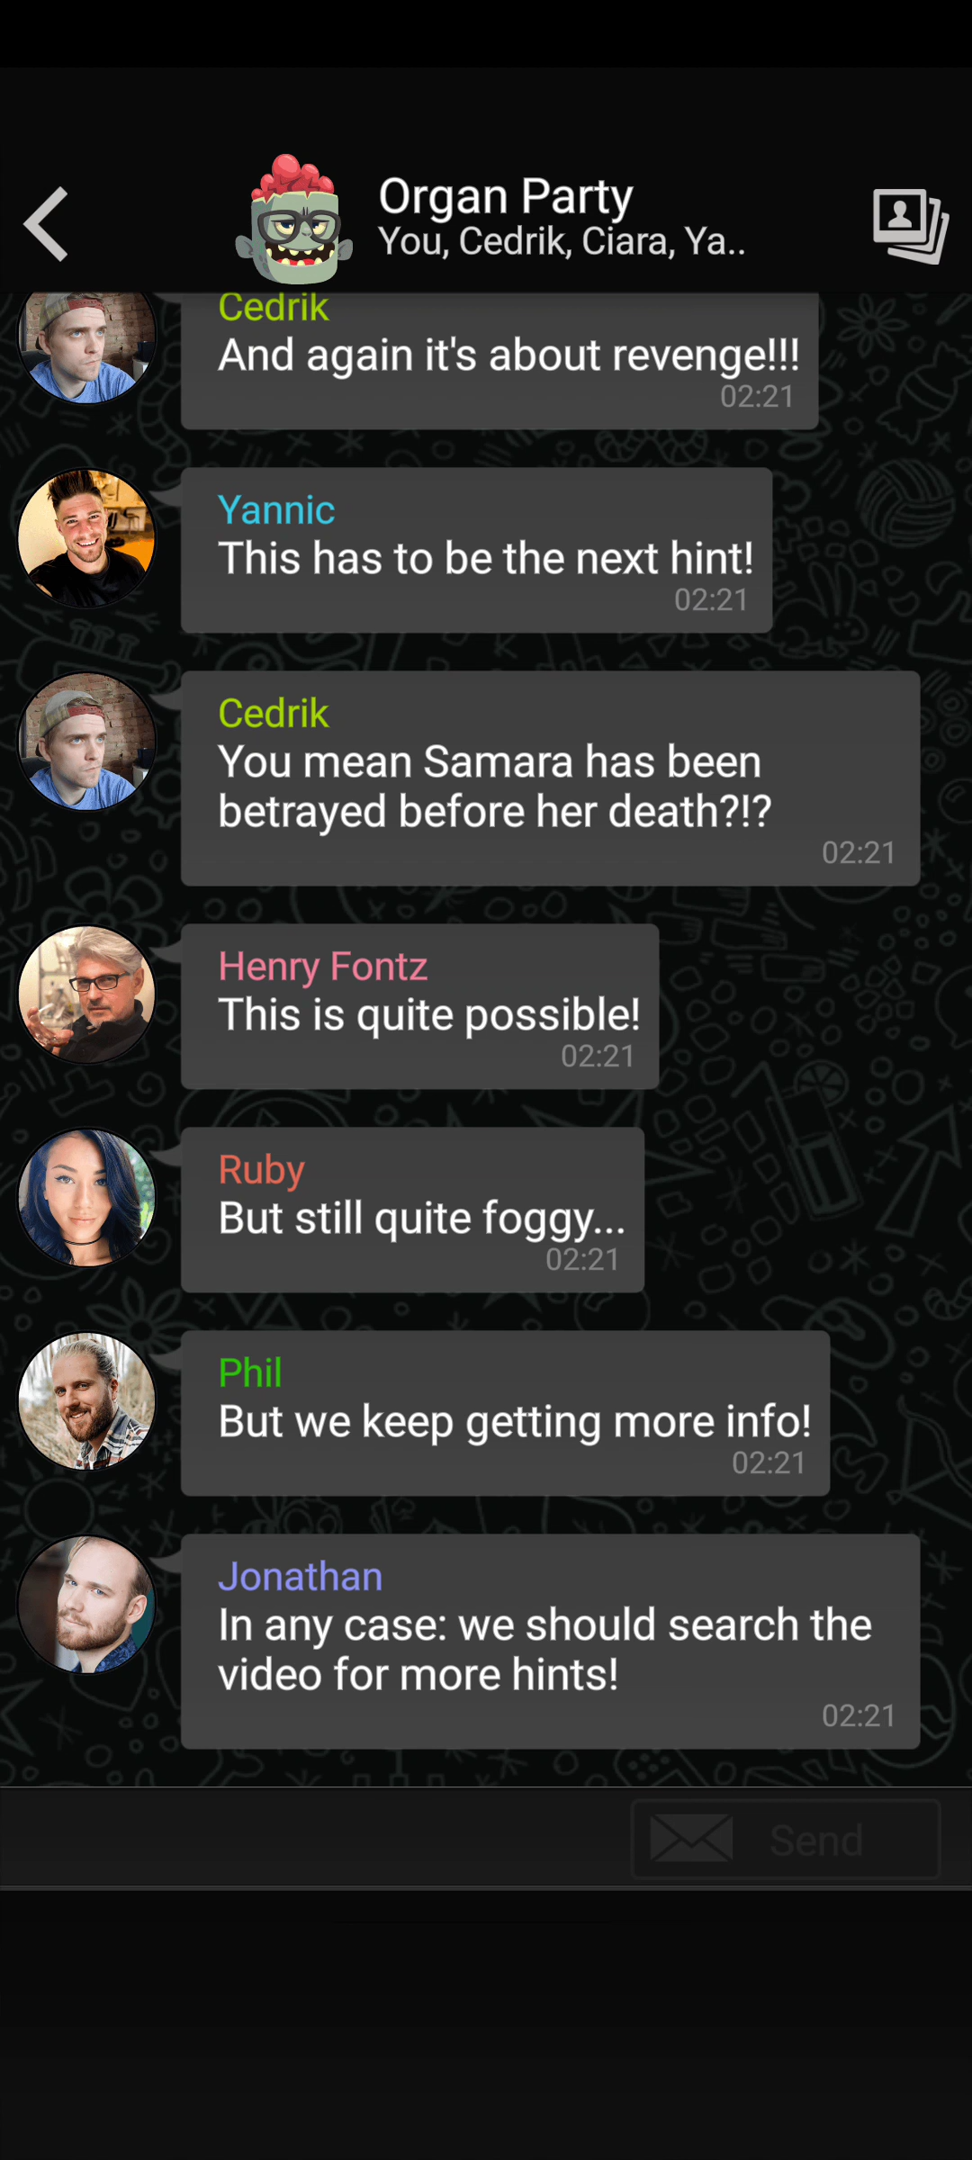 Organ Party
You, Cedrik, Ciara, Ya..
Cedrik
And again it's about revenge!!!
02:21
Yannic
This has to be the next hint!
02:21
Cedrik
You mean Samara has been
betrayed before her death?!?
02:21
Henry Fontz
This is quite possible!
02:21
Ruby
But still quite foggy...
02:21
Phil
But we keep getting more info!
02:21
Jonathan
In any case: we should search the
video for more hints!
02:21
Send